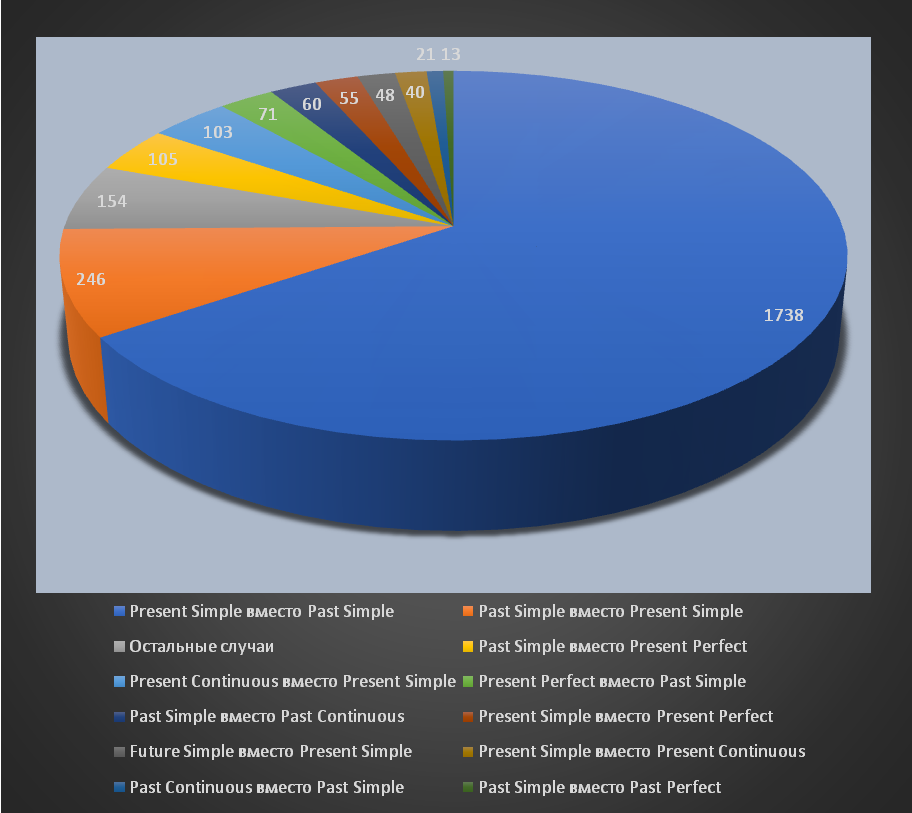 21 13
40
48
55
60
71
103
105
154
246
1738
Present Simple вместо Past Simple
Past Simple вместо Present Simple
Остальные случаи
Past Simple вместо Present Perfect
Present Continuous вместо Present Simple
Present Perfect вместо Past Simple
Past Simple вместо Past Continuous
Present Simple вместо Present Perfect
Future Simple вместо Present Simple
Present Simple вместо Present Continuous
Past Continuous вместо Past Simple
Past Simple вместо Past Perfect